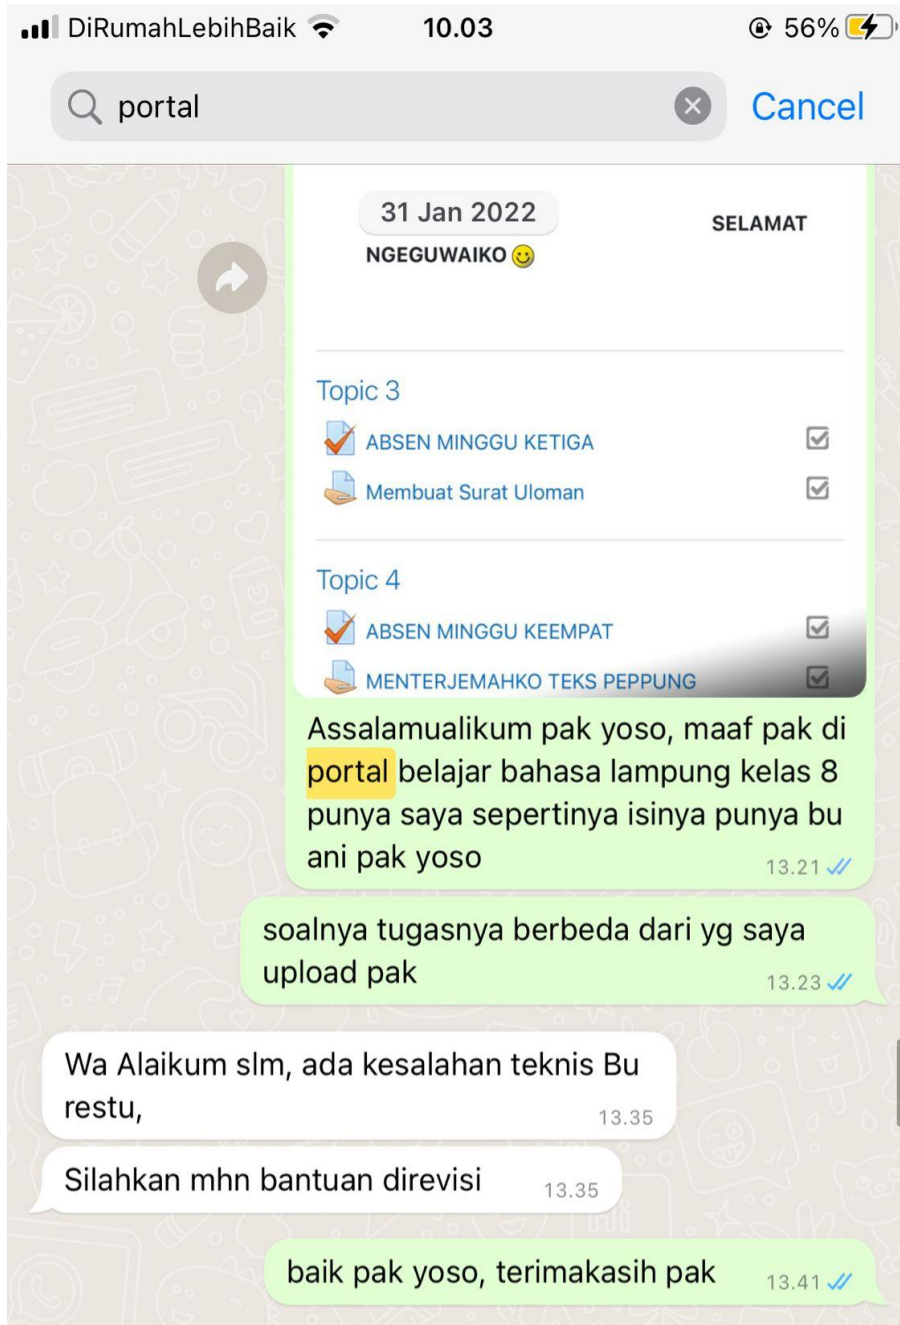 DiRumahLebihBaik 10.03 56%
portal Cancel
31 Jan 2022 SELAMAT
NGEGUWAIKO
Topic 3
ABSEN MINGGU KETIGA
Membuat Surat Uloman
Topic 4
ABSEN MINGGU KEEMPAT
MENTERJEMAHKO TEKS PEPPUNG
Assalamualikum pak yoso, maaf pak di
portal belajar bahasa lampung kelas 8
punya saya sepertinya isinya punya bu
ani pak yoso
13.21
soalnya tugasnya berbeda dari yg saya
upload pak
13.23
Wa Alaikum slm, ada kesalahan teknis Bu
restu,
13.35
Silahkan mhn bantuan direvisi 13.35
baik pak yoso, terimakasih pak 13.41